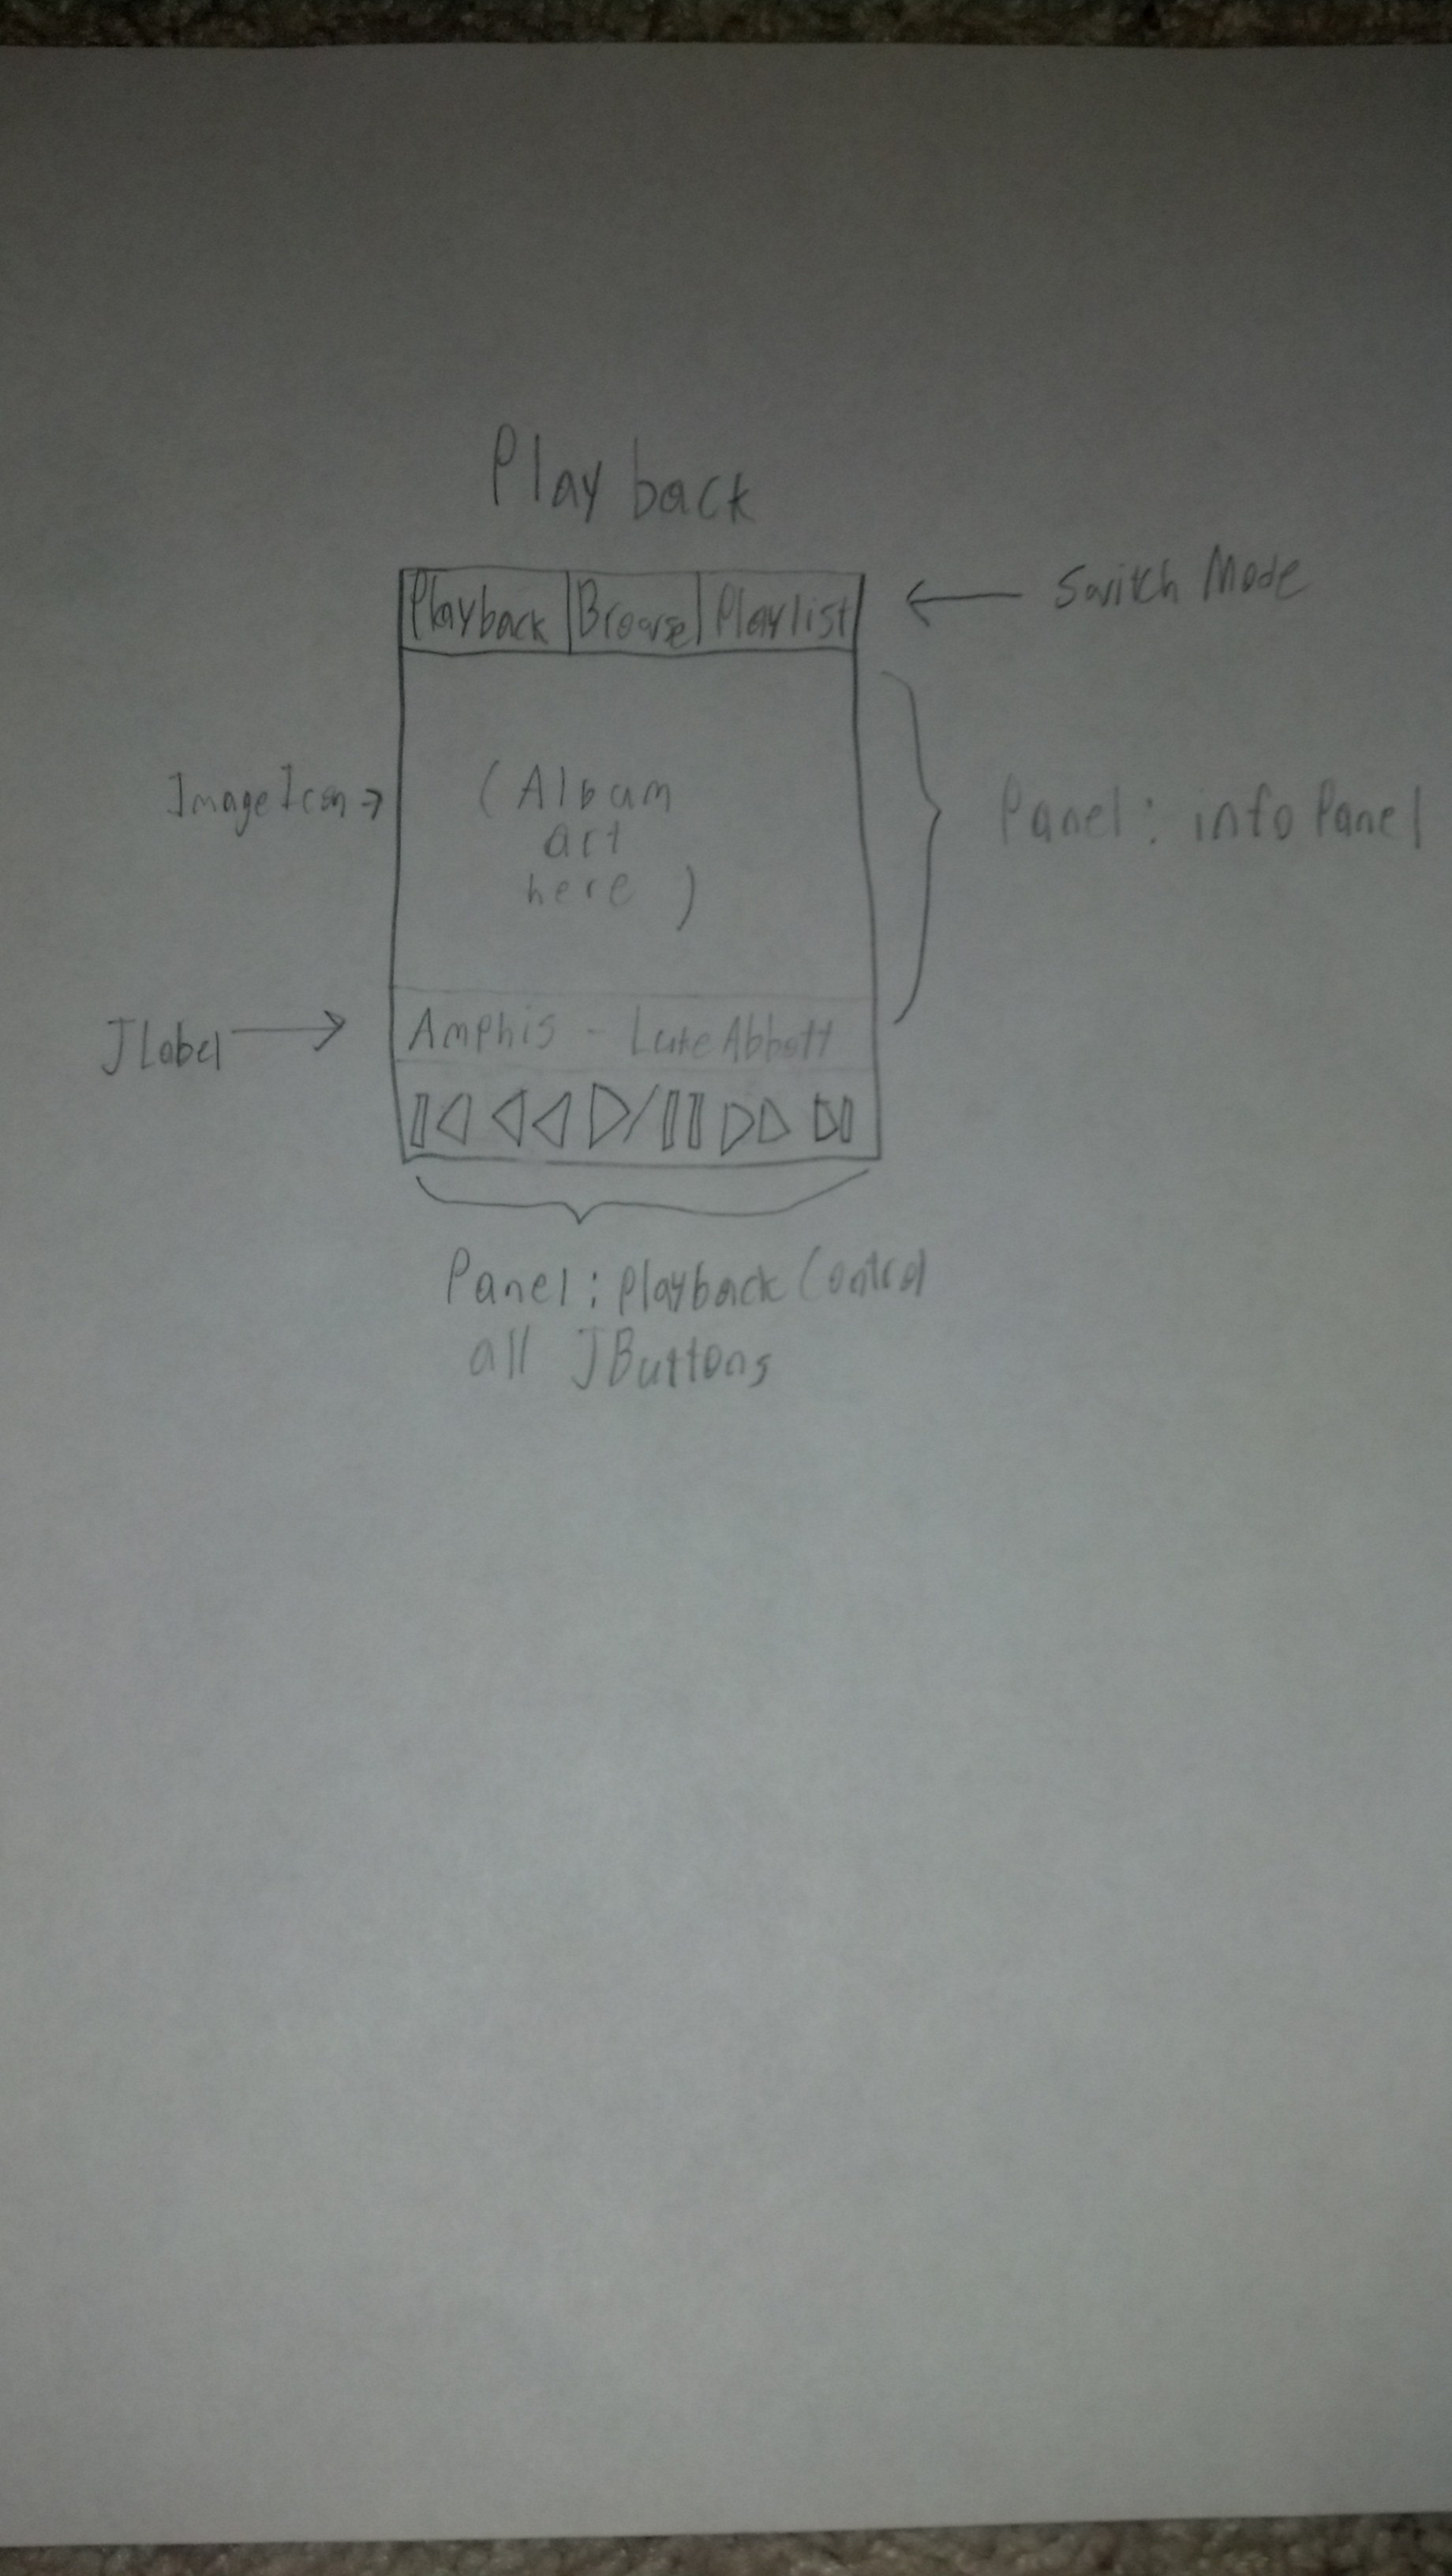 Playback
Playback Browse Playlist
Switch Mode
ImageIcon
(Album
art
here)
Panel: infoPanel
JLabel
Amphis - Luke Abbott
Panel: playbackControl
all JButtons